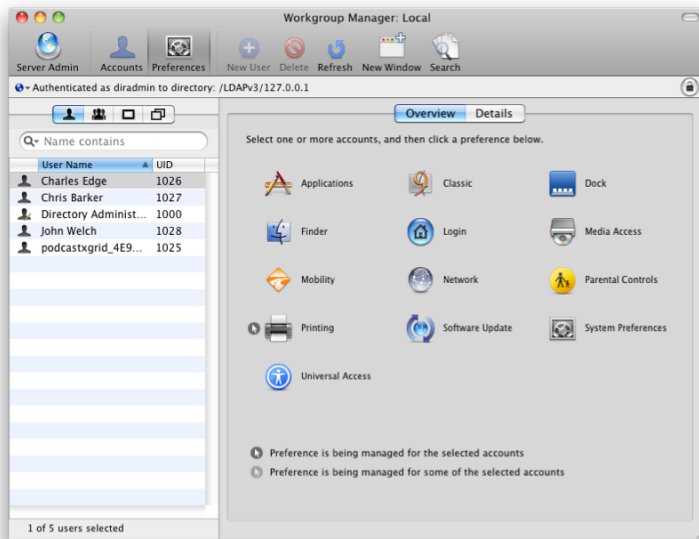 Workgroup Manager: Local
Server Admin Accounts Preferences New User Delete Refresh New Window Search
Authenticated as diradmin to directory: /LDAPv3/127.0.0.1
Overview Details
Name contains
Select one or more accounts, and then click a preference below.
User Name UID
Charles Edge 1026
Chris Barker 1027
Directory Administ... 1000
John Welch 1028
podcastxgrid_4E9... 1025
Applications Classic Dock
Finder Login Media Access
Mobility Network Parental Controls
Printing Software Update System Preferences
Universal Access
Preference is being managed for the selected accounts
Preference is being managed for some of the selected accounts
1 of 5 users selected